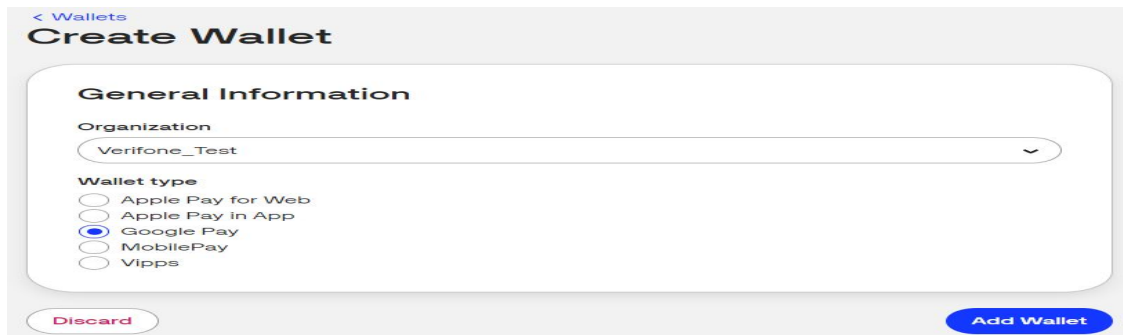 < Wallets
Create Wallet
General Information
Organization
Verifone_Test
Wallet type
Apple Pay for Web
Apple Pay in App
Google Pay
MobilePay
Vipps
Discard
Add Wallet